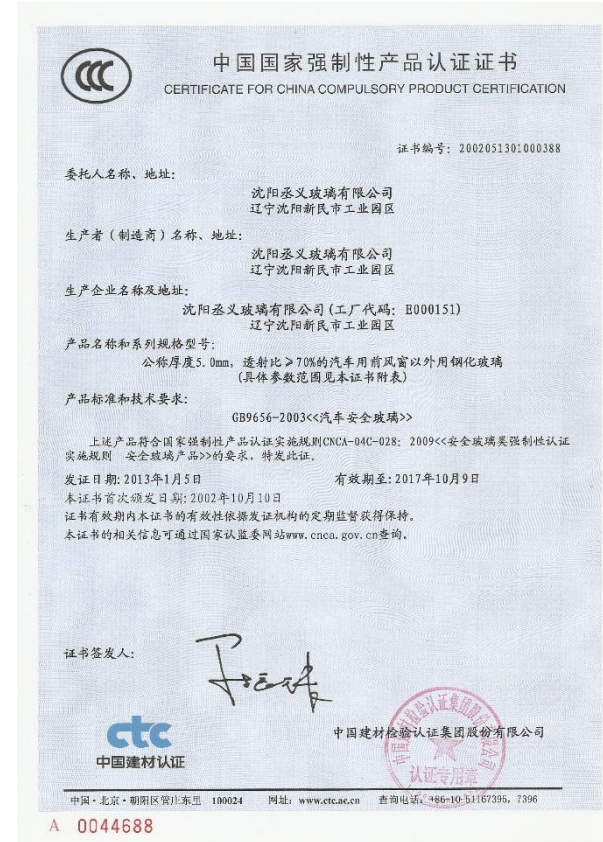 CCC
中国国家强制性产品认证证书
CERTIFICATE FOR CHINA COMPULSORY PRODUCT CERTIFICATION
证书编号：2002051301000388
委托人名称、地址：
沈阳丞义玻璃有限公司
辽宁沈阳新民市工业园区
生产者（制造商）名称、地址：
沈阳丞义玻璃有限公司
辽宁沈阳新民市工业园区
生产企业名称及地址：
沈阳丞义玻璃有限公司(工厂代码：E000151)
辽宁沈阳新民市工业园区
产品名称和系列规格型号：
公称厚度5.0mm，透射比≥70%的汽车用前风窗以外用钢化玻璃
(具体参数范围见本证书附表)
产品标准和技术要求：
GB9656-2003<<汽车安全玻璃>>
上述产品符合国家强制性产品认证实施规则CNCA-04C-028：2009<<安全玻璃类强制性认证
实施规则 安全玻璃产品>>的要求，特发此证。
发证日期：2013年1月5日 有效期至：2017年10月9日
本证书首次颁发日期：2002年10月10日
证书有效期内本证书的有效性依据发证机构的定期监督获得保持。
本证书的相关信息可通过国家认监委网站www.cnca.gov.cn查询。
证书签发人：
ctc
中国建材认证
中国建材检验认证集团股份有限公司
认证专用章
中国·北京·朝阳区管庄东里 100024 网址：www.ctc.ac.cn 查询电话：+86-10-51167395，7396
A 0044688